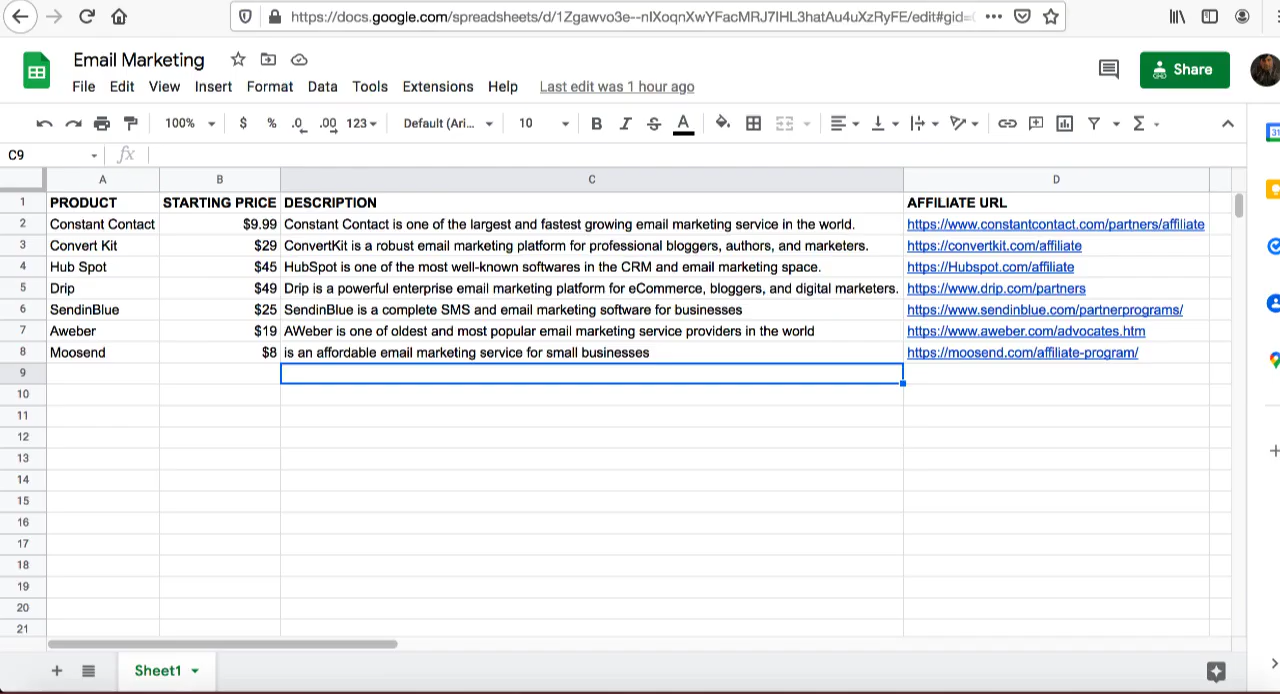 https://docs.google.com/spreadsheets/d/1Zgawvo3e--nIXoqnXwYFacMRJ7IHL3hatAu4uXzRyFE/edit#gid=
Email Marketing
Share
File Edit View Insert Format Data Tools Extensions Help Last edit was 1 hour ago
100% $ % .0 .00 123 Default (Ari... 10 B I S A
C9 fx
A B C D
1 PRODUCT STARTING PRICE DESCRIPTION AFFILIATE URL
2 Constant Contact $9.99 Constant Contact is one of the largest and fastest growing email marketing service in the world. https://www.constantcontact.com/partners/affiliate
3 Convert Kit $29 ConvertKit is a robust email marketing platform for professional bloggers, authors, and marketers. https://convertkit.com/affiliate
4 Hub Spot $45 HubSpot is one of the most well-known softwares in the CRM and email marketing space. https://Hubspot.com/affiliate
5 Drip $49 Drip is a powerful enterprise email marketing platform for eCommerce, bloggers, and digital marketers. https://www.drip.com/partners
6 SendinBlue $25 SendinBlue is a complete SMS and email marketing software for businesses https://www.sendinblue.com/partnerprograms/
7 Aweber $19 AWeber is one of oldest and most popular email marketing service providers in the world https://www.aweber.com/advocates.htm
8 Moosend $8 is an affordable email marketing service for small businesses https://moosend.com/affiliate-program/
9
10
11
12
13
14
15
16
17
18
19
20
21
Sheet1